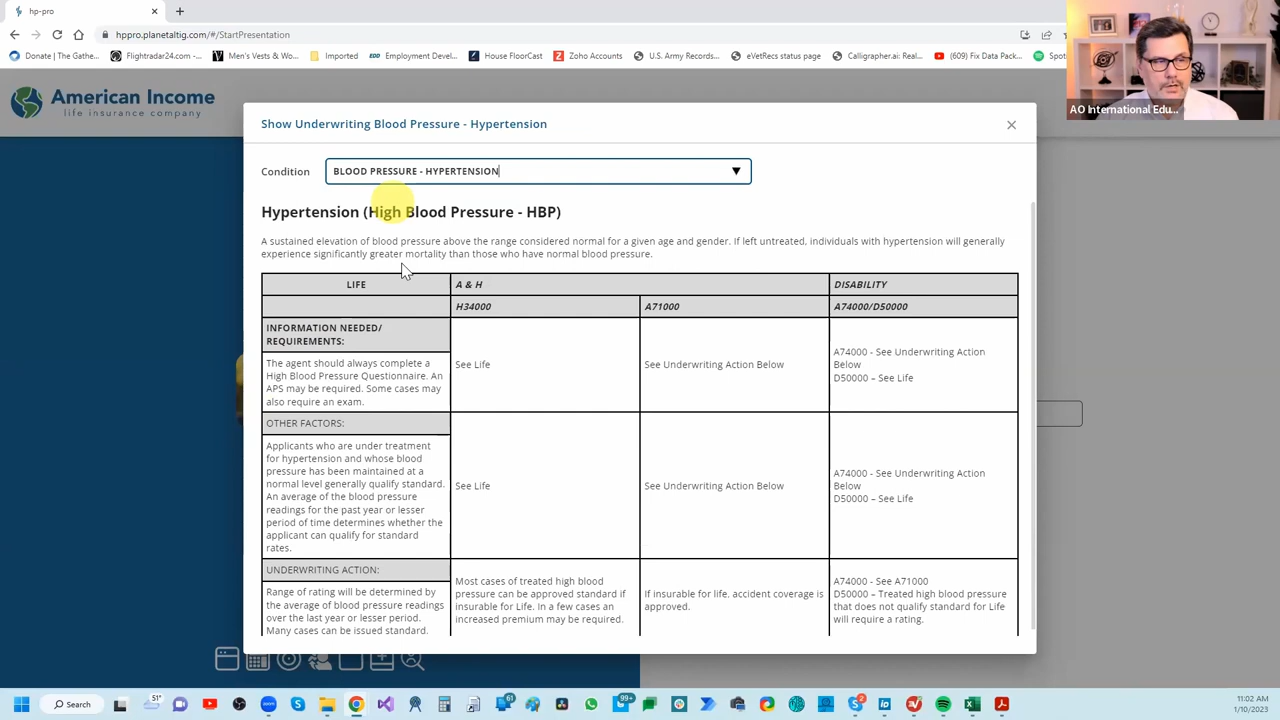 hp-pro
hppro.planetaltig.com/#/StartPresentation
Donate | The Gathe...
Flightradar24.com -...
Men's Vests & Wo...
Imported
EDD
Employment Devel...
House FloorCast
Zoho Accounts
U.S. Army Records...
eVetRecs status page
Calligrapher.ai: Real...
(609) Fix Data Pack...
Spot
AO International Edu...
American Income
life insurance company
Show Underwriting Blood Pressure - Hypertension
Condition
BLOOD PRESSURE - HYPERTENSION
Hypertension (High Blood Pressure - HBP)
A sustained elevation of blood pressure above the range considered normal for a given age and gender. If left untreated, individuals with hypertension will generally
experience significantly greater mortality than those who have normal blood pressure.
LIFE
A & H
DISABILITY
H34000
A71000
A74000/D50000
INFORMATION NEEDED/
REQUIREMENTS:
The agent should always complete a
High Blood Pressure Questionnaire. An
APS may be required. Some cases may
also require an exam.
See Life
See Underwriting Action Below
A74000 - See Underwriting Action
Below
D50000 – See Life
OTHER FACTORS:
Applicants who are under treatment
for hypertension and whose blood
pressure has been maintained at a
normal level generally qualify standard.
An average of the blood pressure
readings for the past year or lesser
period of time determines whether the
applicant can qualify for standard
rates.
See Life
See Underwriting Action Below
A74000 - See Underwriting Action
Below
D50000 – See Life
UNDERWRITING ACTION:
Range of rating will be determined by
the average of blood pressure readings
over the last year or lesser period.
Many cases can be issued standard.
Most cases of treated high blood
pressure can be approved standard if
insurable for Life. In a few cases an
increased premium may be required.
If insurable for life, accident coverage is
approved.
A74000 - See A71000
D50000 – Treated high blood pressure
that does not qualify standard for Life
will require a rating.
Search
51°
61
99+
2
11:02 AM
1/10/2023